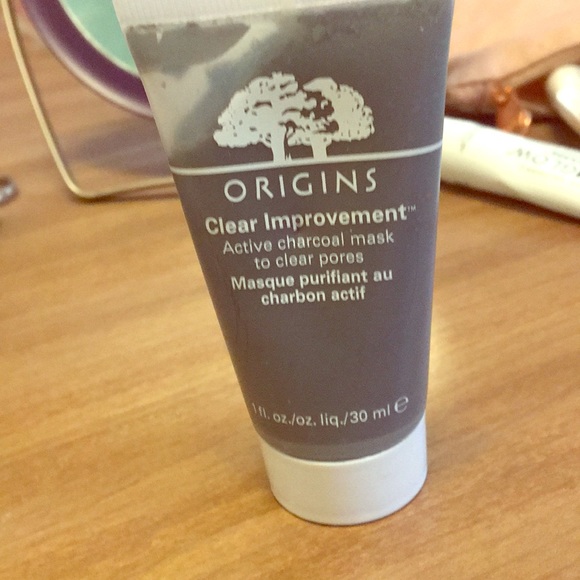 ORIGINS
Clear Improvement™
Active charcoal mask
to clear pores
Masque purifiant au
charbon actif
1 fl. oz./oz. liq./30 ml ℮